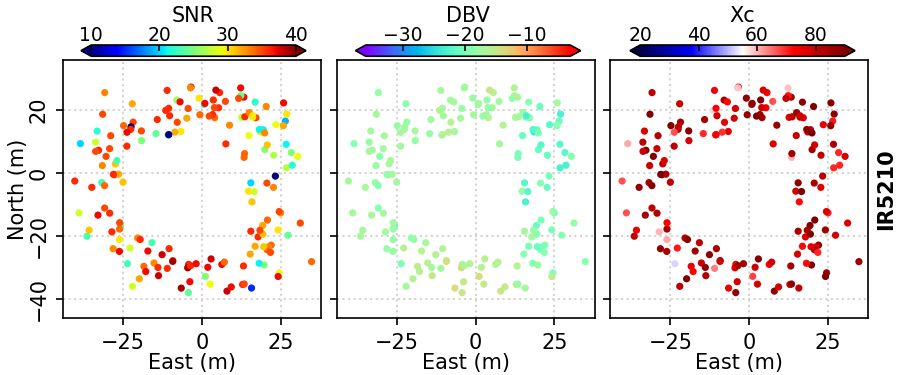 SNR DBV Xc
10 20 30 40 −30 −20 −10 20 40 60 80
North (m)
20
0
−20
−40
IR5210
−25 0 25 −25 0 25 −25 0 25
East (m) East (m) East (m)